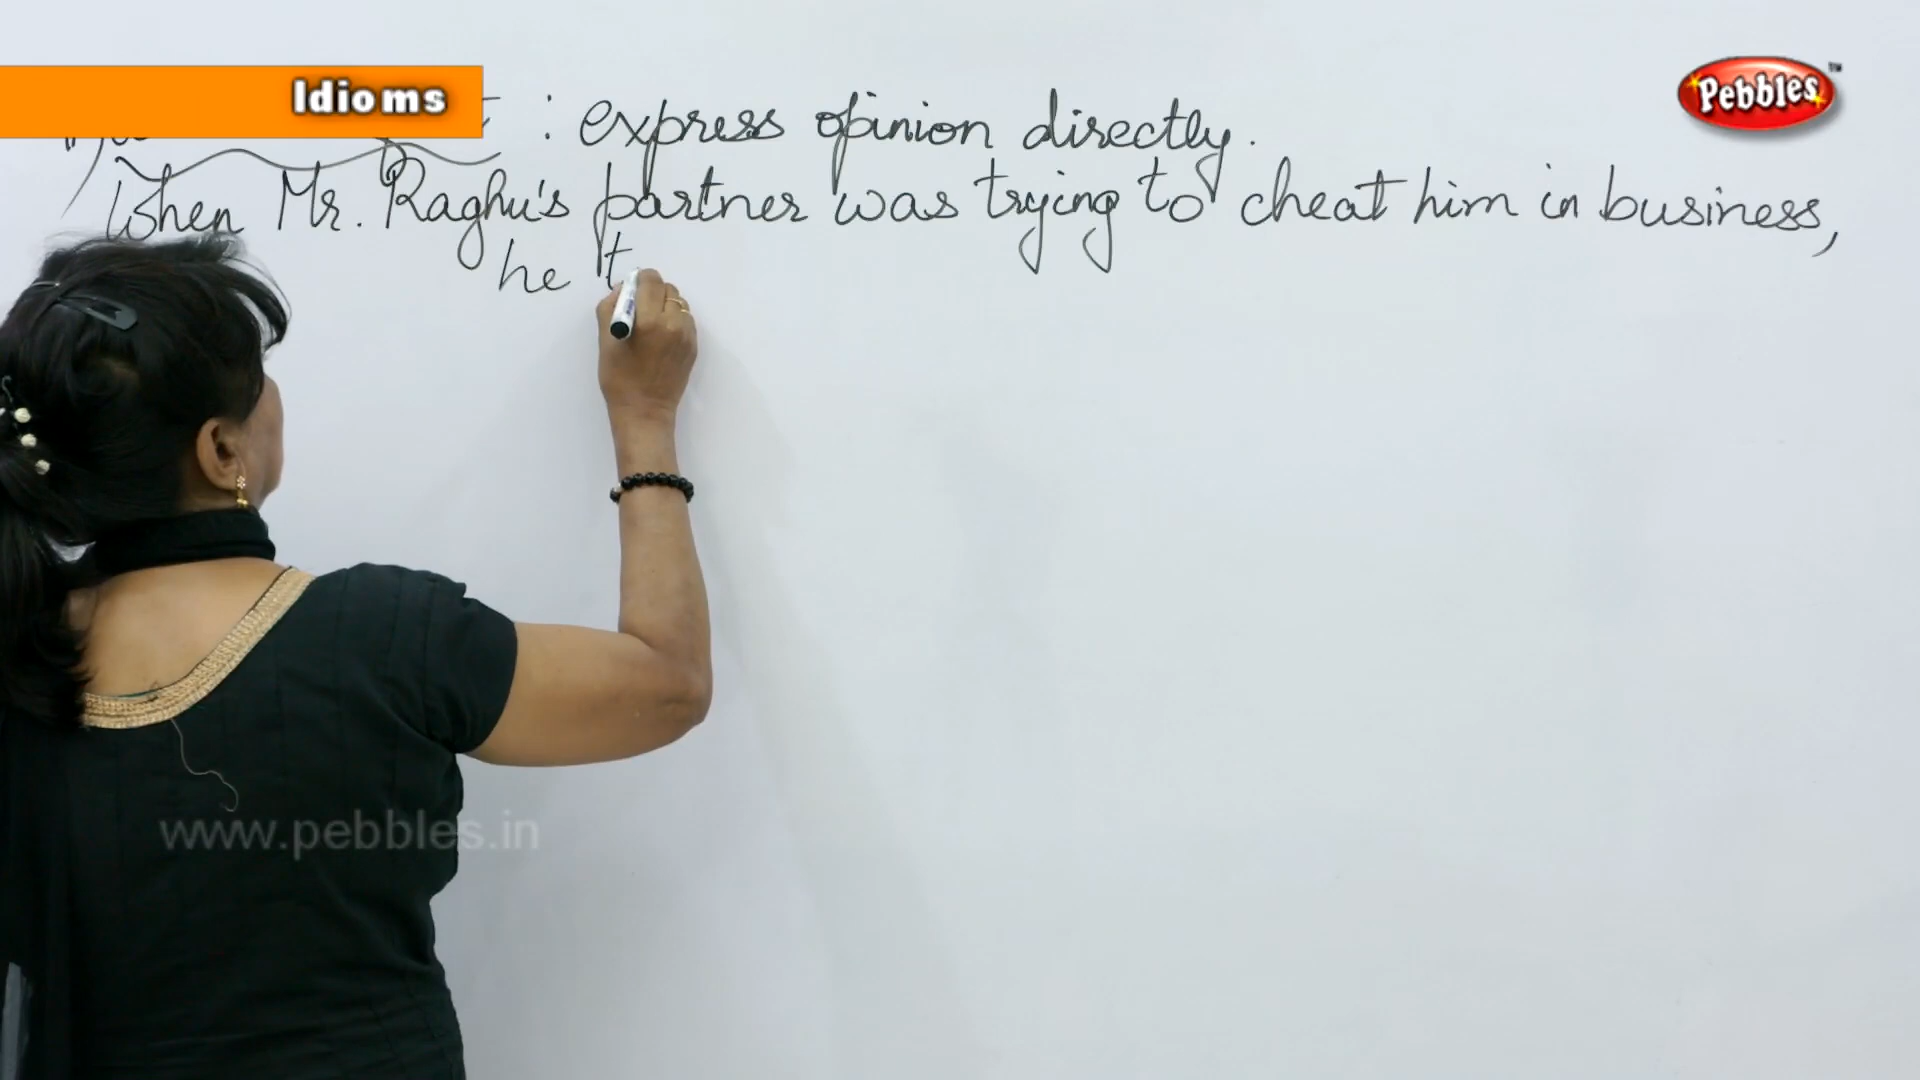 Idioms
Pebbles
: express opinion directly.
When Mr. Raghu's partner was trying to cheat him in business,
he t
www.pebbles.in